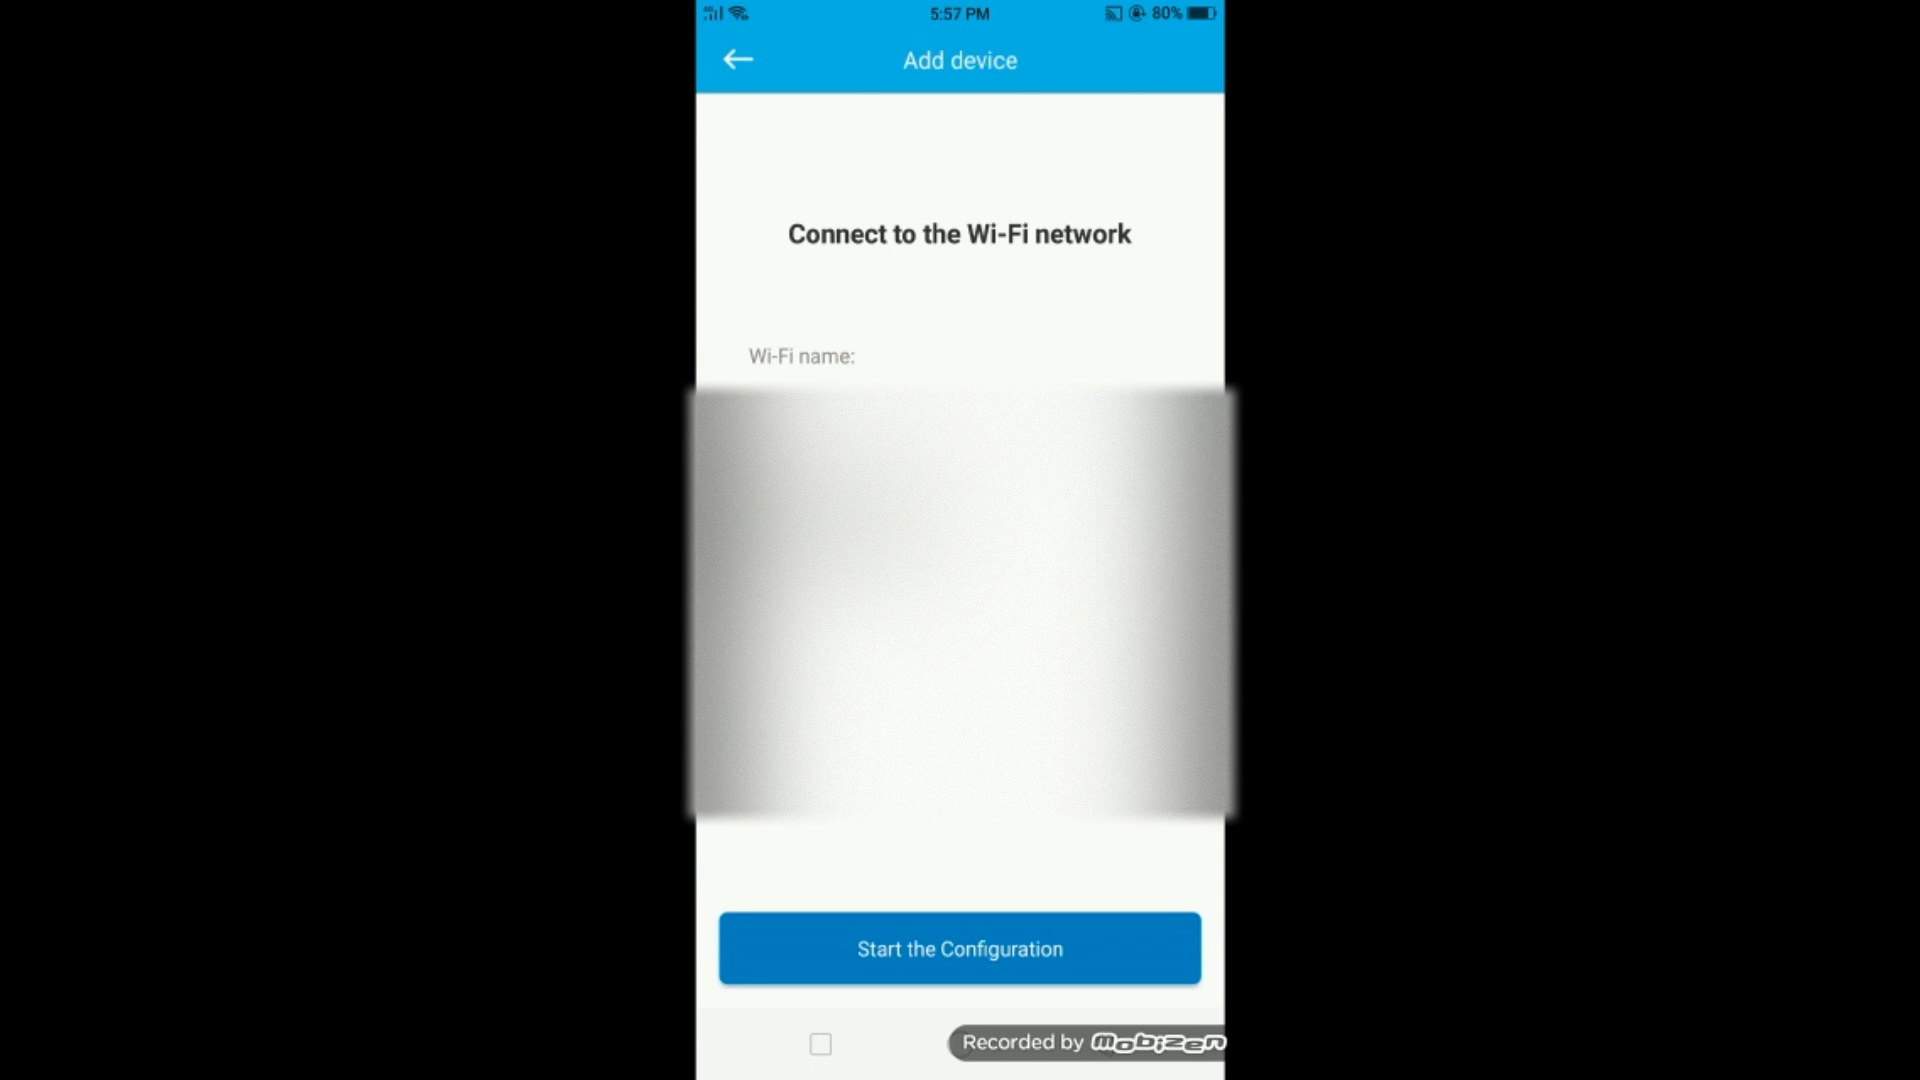 5:57 PM
80%
Add device
Connect to the Wi-Fi network
Wi-Fi name:
Start the Configuration
Recorded by mobizen